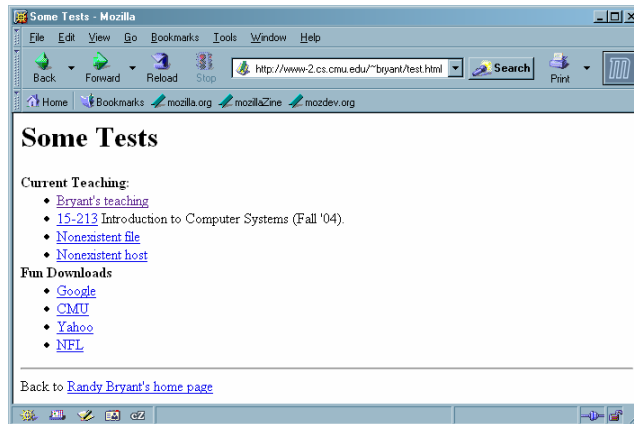 Some Tests - Mozilla
File Edit View Go Bookmarks Tools Window Help
Back Forward Reload Stop http://www-2.cs.cmu.edu/~bryant/test.html Search Print
Home Bookmarks mozilla.org mozillaZine mozdev.org
Some Tests
Current Teaching:
Bryant's teaching
15-213 Introduction to Computer Systems (Fall '04).
Nonexistent file
Nonexistent host
Fun Downloads
Google
CMU
Yahoo
NFL
Back to Randy Bryant's home page